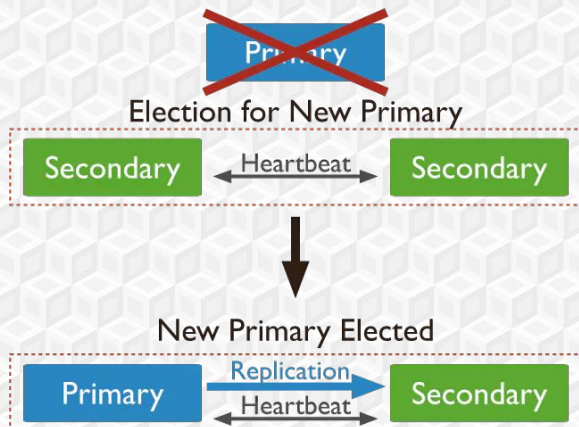 Primary
Election for New Primary
Secondary Heartbeat Secondary
New Primary Elected
Replication
Primary Secondary
Heartbeat